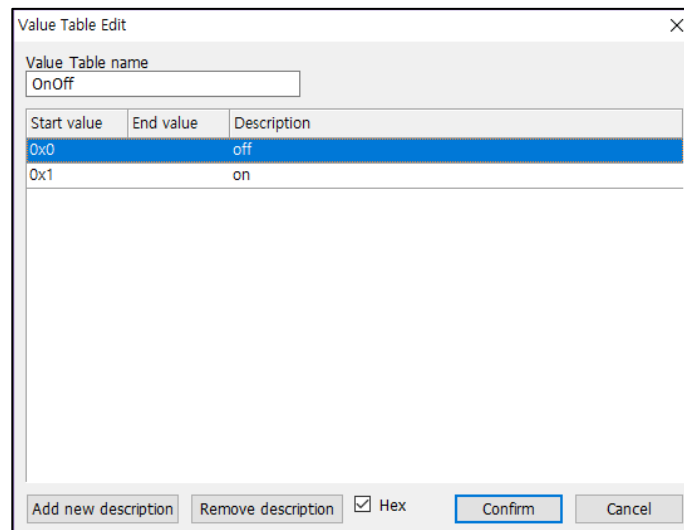 Value Table Edit
Value Table name
OnOff
Start value End value Description
0x0 off
0x1 on
Add new description Remove description Hex Confirm Cancel